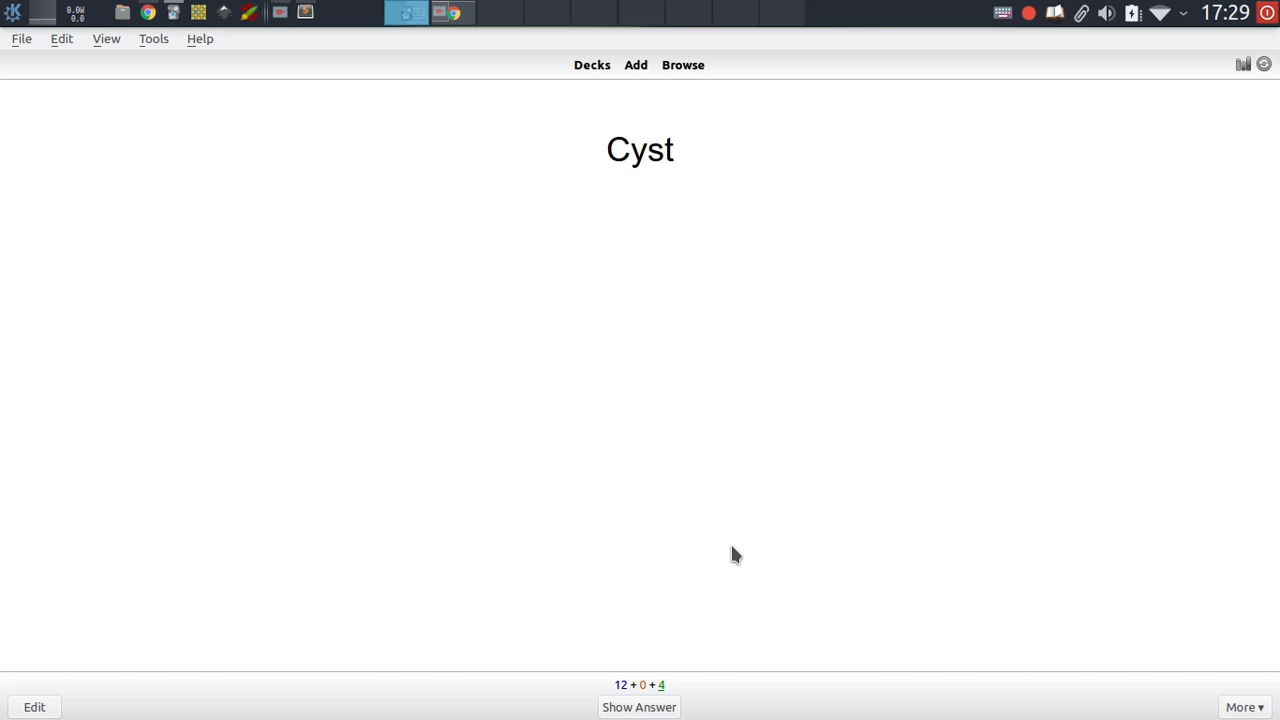 0.0W
0.0
17:29
File Edit View Tools Help
Decks Add Browse
Cyst
12 + 0 + 4
Edit Show Answer More ▾